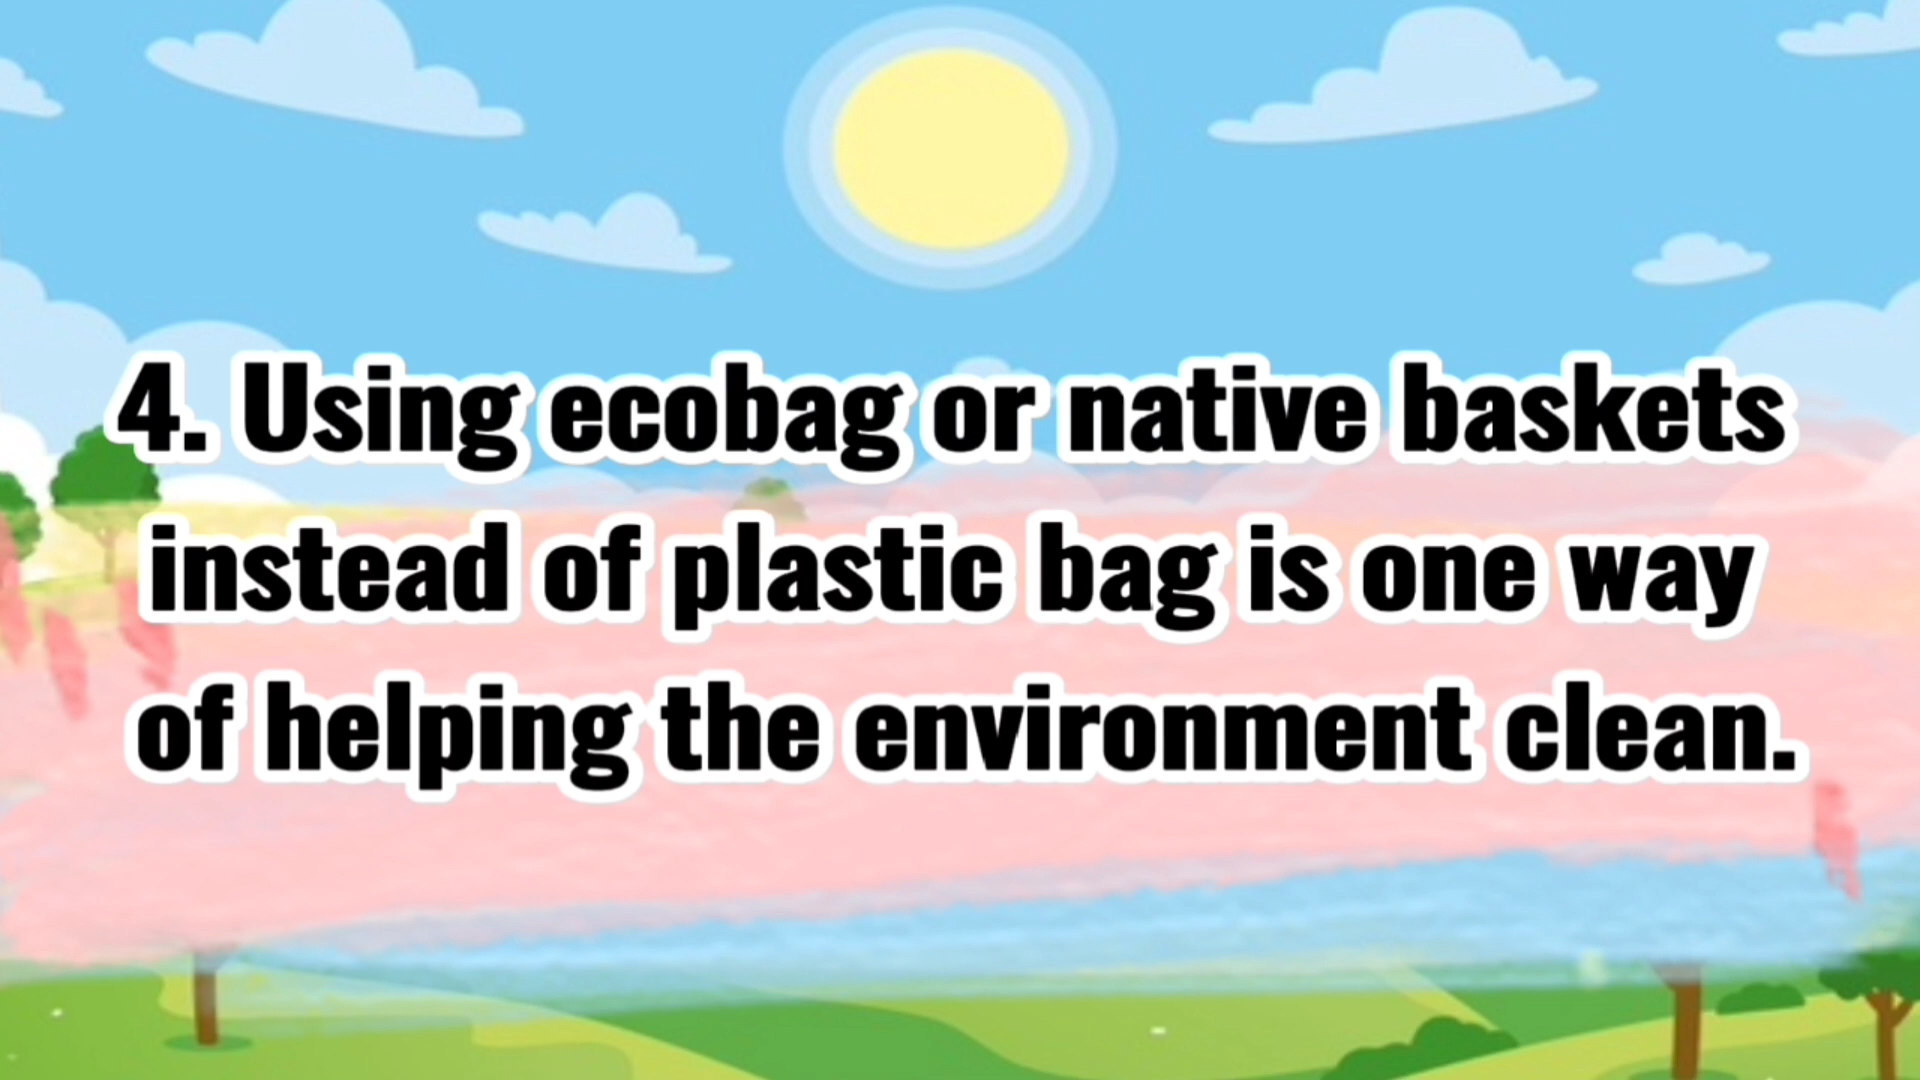 4. Using ecobag or native baskets
instead of plastic bag is one way
of helping the environment clean.